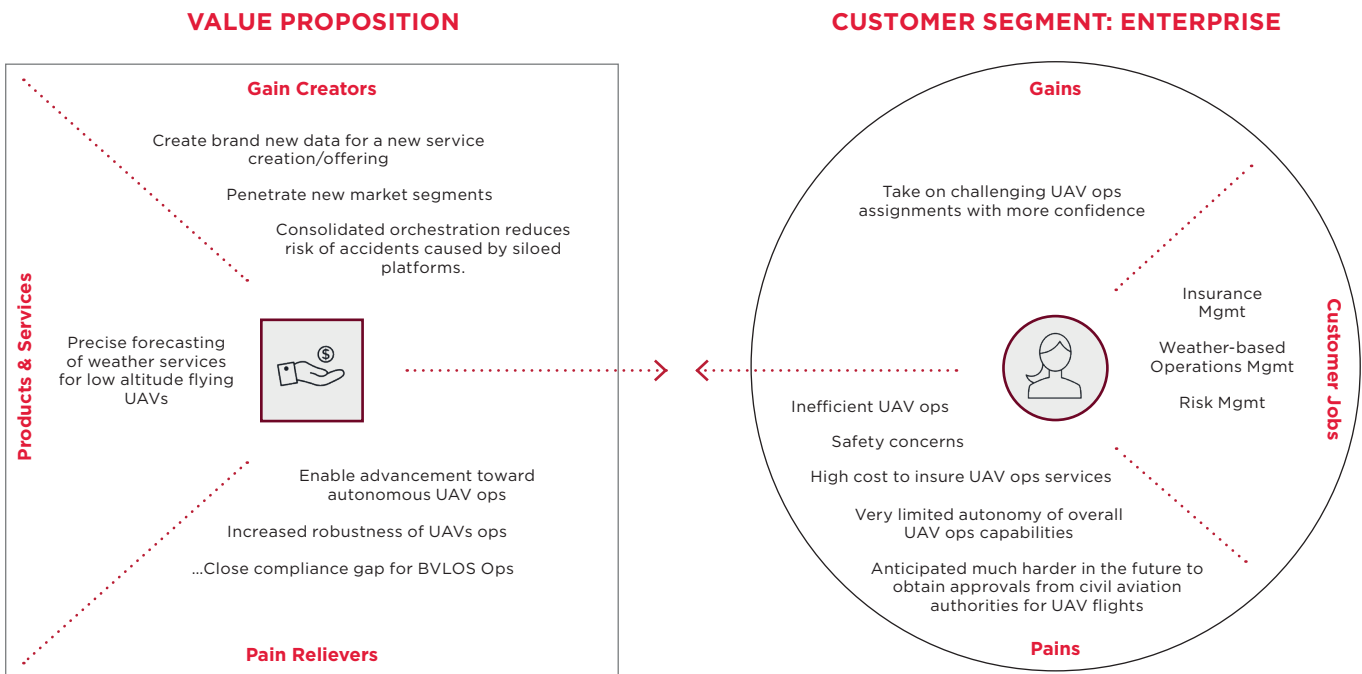 VALUE PROPOSITION
Gain Creators
Create brand new data for a new service
creation/offering
Penetrate new market segments
Consolidated orchestration reduces
risk of accidents caused by siloed
platforms.
Products & Services
Precise forecasting
of weather services
for low altitude flying
UAVs
$
Enable advancement toward
autonomous UAV ops
Increased robustness of UAVs ops
...Close compliance gap for BVLOS Ops
Pain Relievers
CUSTOMER SEGMENT: ENTERPRISE
Gains
Take on challenging UAV ops
assignments with more confidence
Insurance
Mgmt
Weather-based
Operations Mgmt
Risk Mgmt
Customer Jobs
Inefficient UAV ops
Safety concerns
High cost to insure UAV ops services
Very limited autonomy of overall
UAV ops capabilities
Anticipated much harder in the future to
obtain approvals from civil aviation
authorities for UAV flights
Pains